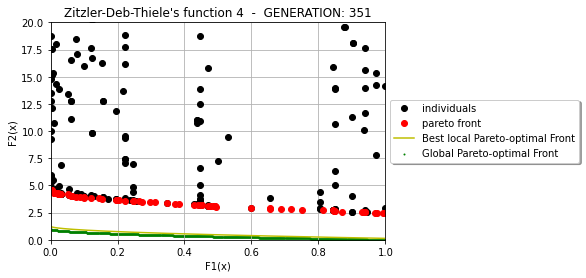 Zitzler-Deb-Thiele's function 4  -  GENERATION: 351
20.0
17.5
15.0
12.5
10.0
7.5
5.0
2.5
0.0
F2(x)
0.0 0.2 0.4 0.6 0.8 1.0
F1(x)
individuals
pareto front
Best local Pareto-optimal Front
Global Pareto-optimal Front